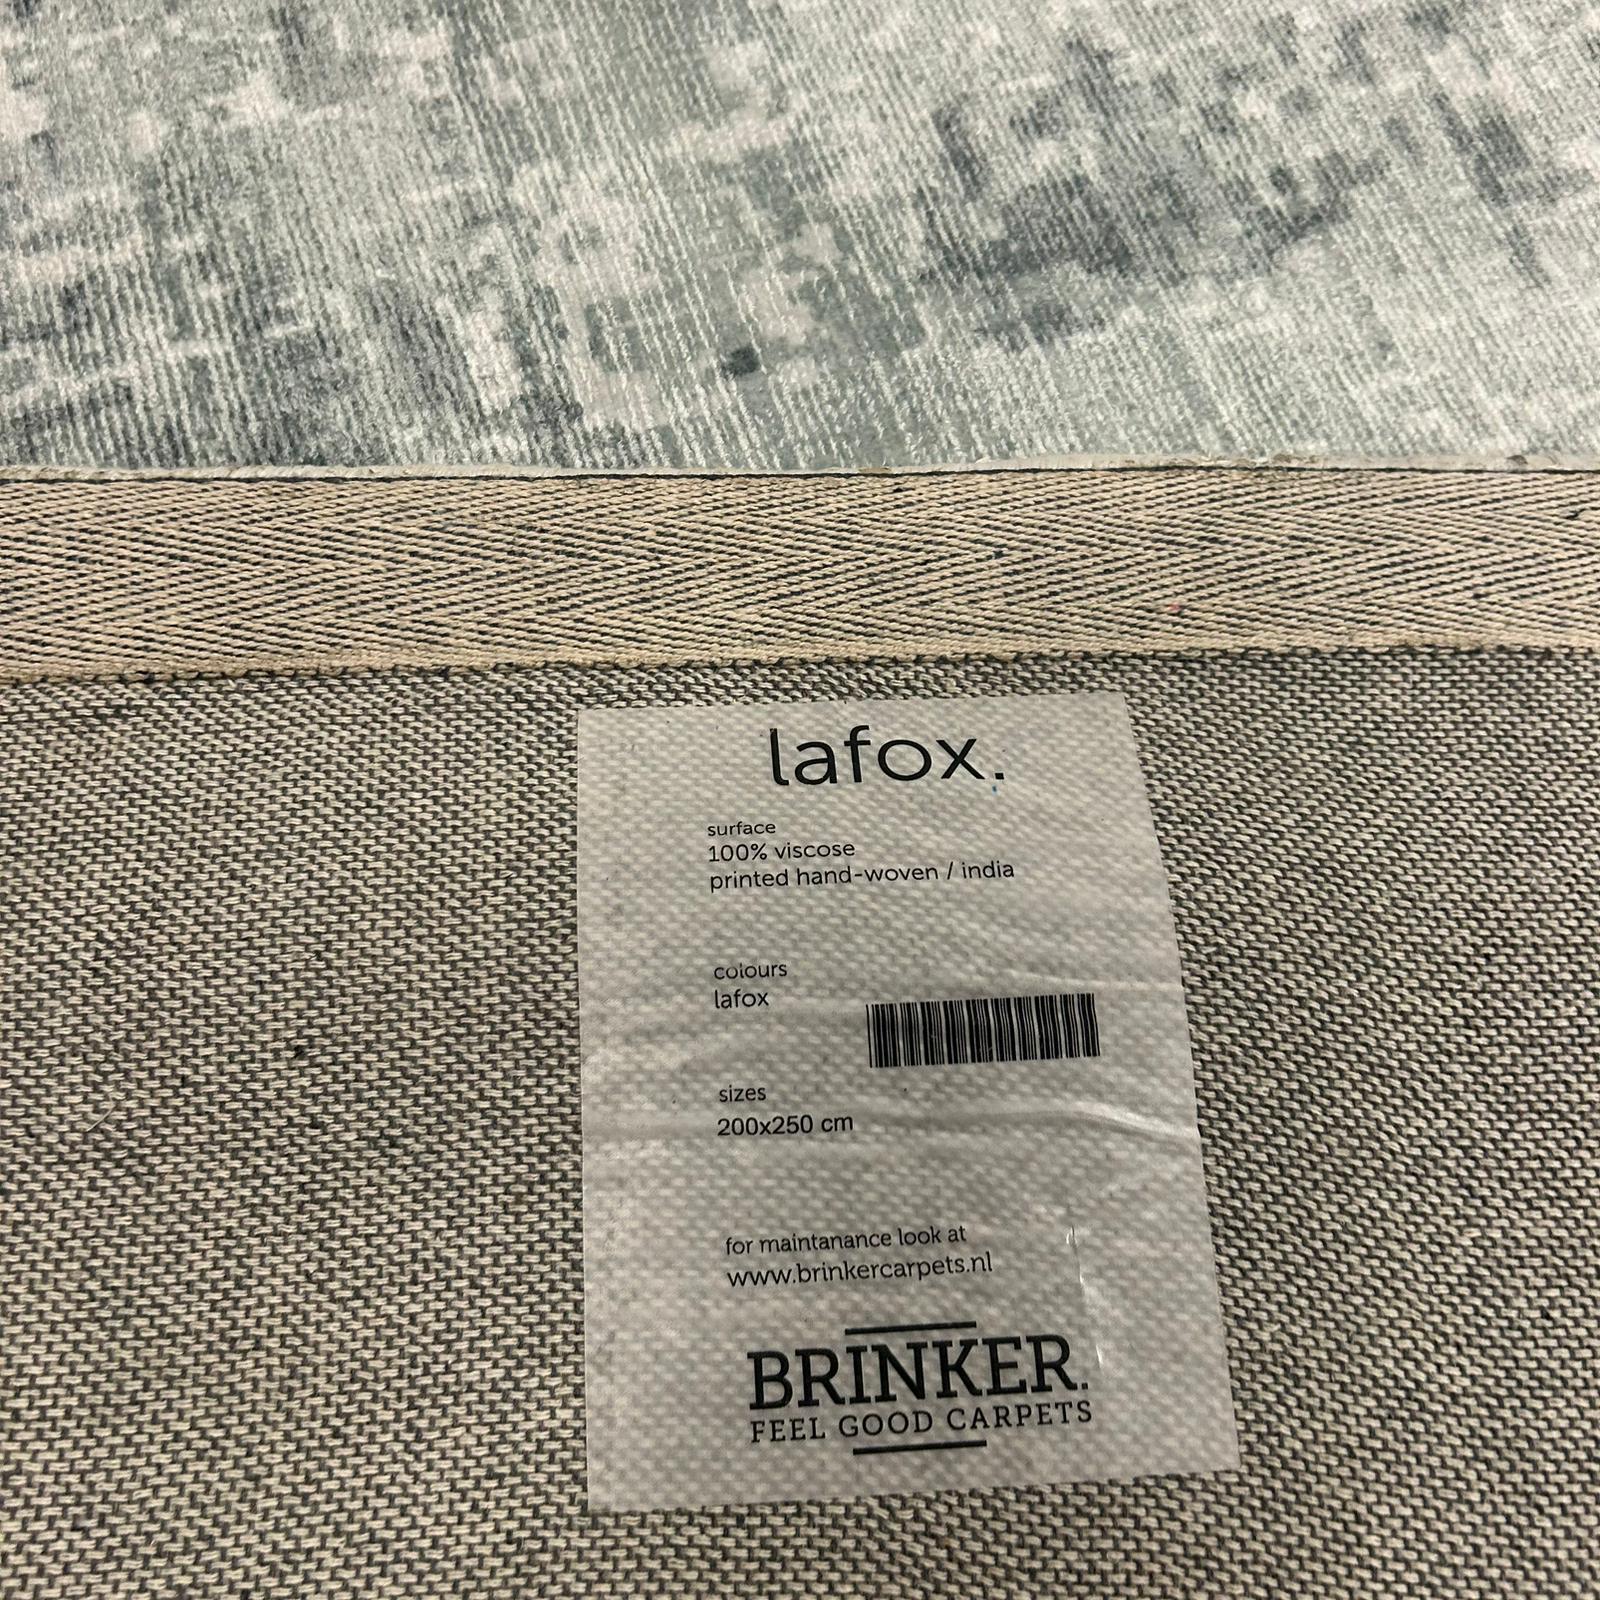 lafox.
surface
100% viscose
printed hand-woven / india
colours
lafox
sizes
200x250 cm
for maintanance look at
www.brinkercarpets.nl
BRINKER.
FEEL GOOD CARPETS